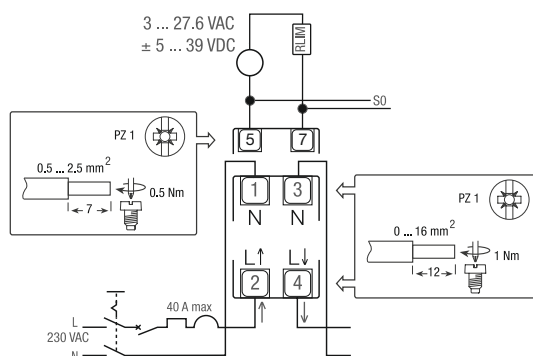 3 ... 27.6 VAC
± 5 ... 39 VDC
RLIM
S0
5
7
PZ 1
0.5 ... 2.5 mm²
7
0.5 Nm
1
3
N
N
PZ 1
0 ... 16 mm²
12
1 Nm
L↑
L↓
2
4
40 A max
L
230 VAC
N